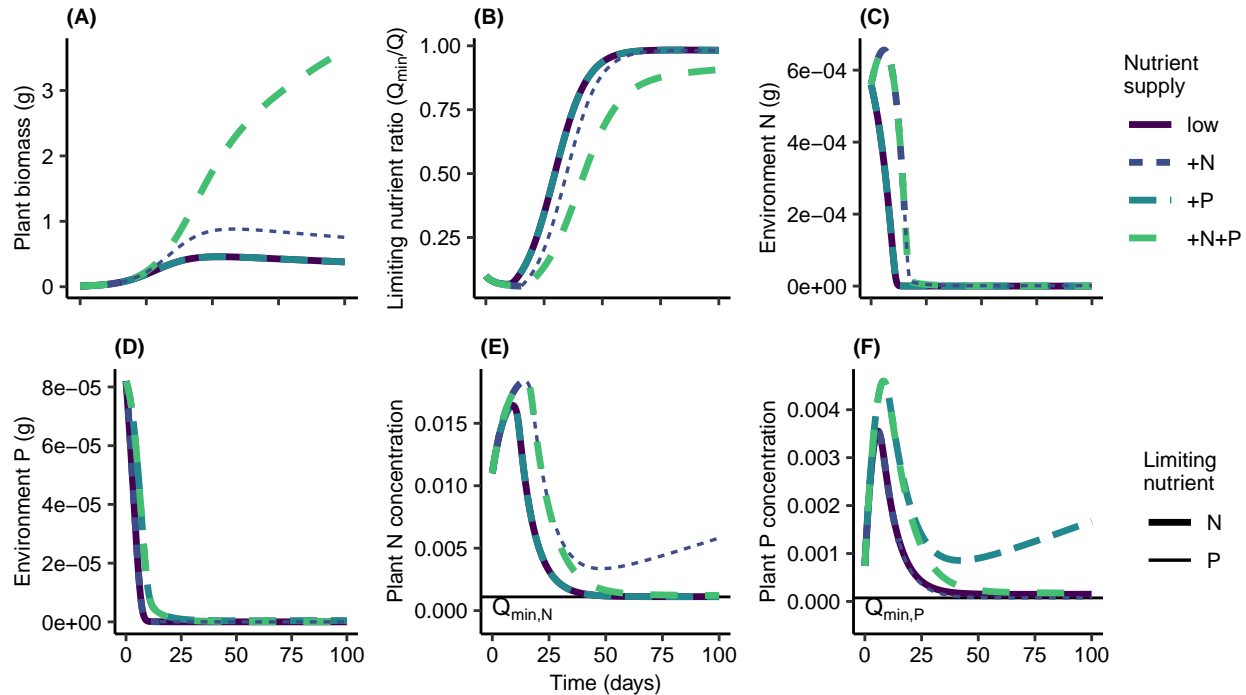 (A)
Plant biomass (g)
3
2
1
0
(B)
Limiting nutrient ratio (Qmin/Q)
1.00
0.75
0.50
0.25
(C)
Environment N (g)
6e−04
4e−04
2e−04
0e+00
Nutrient
supply
low
+N
+P
+N+P
(D)
Environment P (g)
8e−05
6e−05
4e−05
2e−05
0e+00
0 25 50 75 100
(E)
Plant N concentration
0.015
0.010
0.005
0.000
Qmin,N
0 25 50 75 100
Time (days)
(F)
Plant P concentration
0.004
0.003
0.002
0.001
0.000
Qmin,P
0 25 50 75 100
Limiting
nutrient
N
P